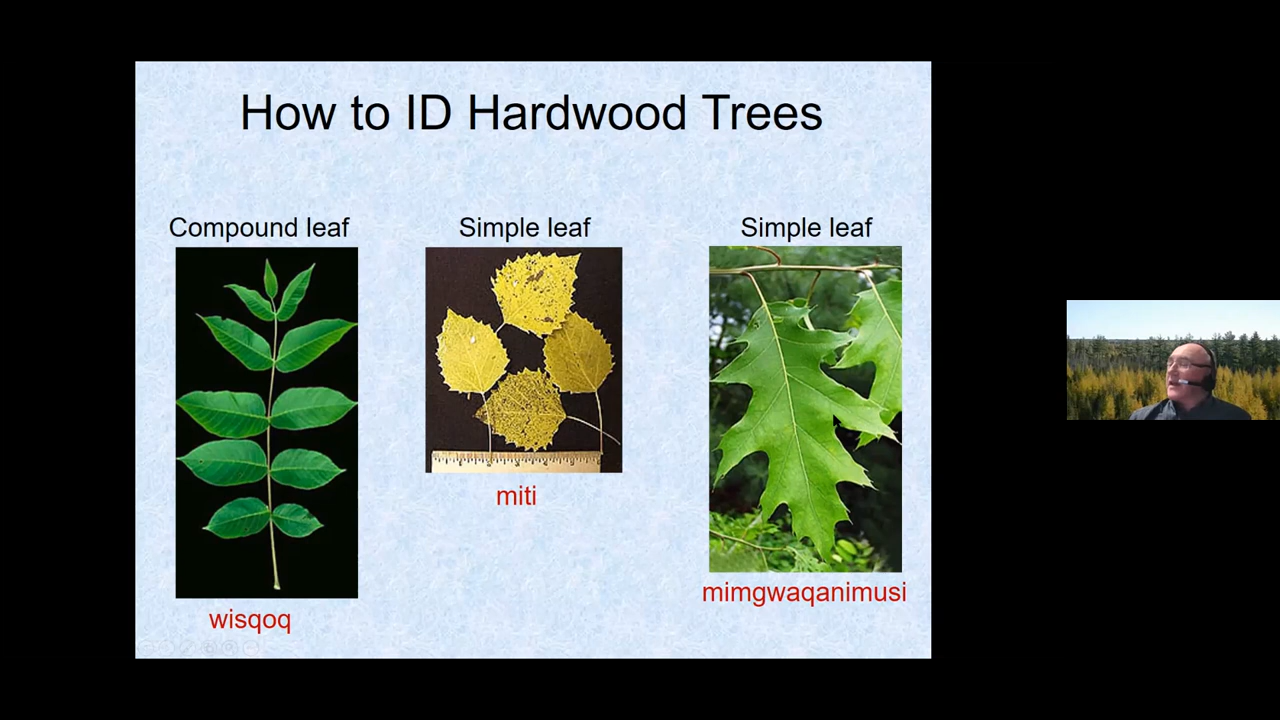 How to ID Hardwood Trees
Compound leaf
Simple leaf
Simple leaf
wisqoq
miti
mimgwaqanimusi